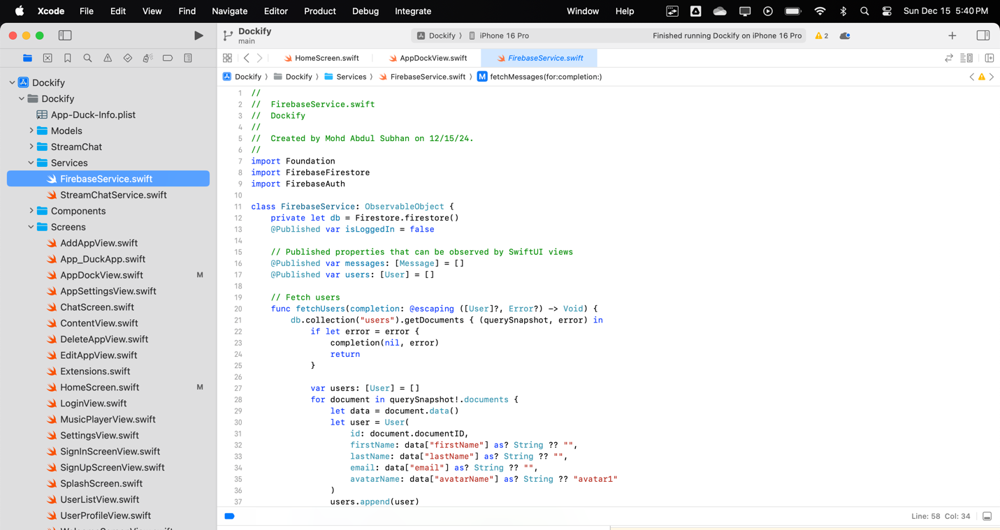 Xcode File Edit View Find Navigate Editor Product Debug Integrate Window Help Sun Dec 15 5:40 PM
Dockify
main
Dockify 〉 iPhone 16 Pro Finished running Dockify on iPhone 16 Pro 2
HomeScreen.swift AppDockView.swift FirebaseService.swift
Dockify 〉 Dockify 〉 Services 〉 FirebaseService.swift 〉 M fetchMessages(for:completion:)
Dockify
Dockify
App-Duck-Info.plist
Models
StreamChat
Services
FirebaseService.swift
StreamChatService.swift
Components
Screens
AddAppView.swift
App_DuckApp.swift
AppDockView.swift M
AppSettingsView.swift
ChatScreen.swift
ContentView.swift
DeleteAppView.swift
EditAppView.swift
Extensions.swift
HomeScreen.swift M
LoginView.swift
MusicPlayerView.swift
SettingsView.swift
SignInScreenView.swift
SignUpScreenView.swift
SplashScreen.swift
UserListView.swift
UserProfileView.swift
1 //
2 //  FirebaseService.swift
3 //  Dockify
4 //
5 //  Created by Mohd Abdul Subhan on 12/15/24.
6 //
7 import Foundation
8 import FirebaseFirestore
9 import FirebaseAuth
10
11 class FirebaseService: ObservableObject {
12     private let db = Firestore.firestore()
13     @Published var isLoggedIn = false
14
15     // Published properties that can be observed by SwiftUI views
16     @Published var messages: [Message] = []
17     @Published var users: [User] = []
18
19     // Fetch users
20     func fetchUsers(completion: @escaping ([User]?, Error?) -> Void) {
21         db.collection("users").getDocuments { (querySnapshot, error) in
22             if let error = error {
23                 completion(nil, error)
24                 return
25             }
26
27             var users: [User] = []
28             for document in querySnapshot!.documents {
29                 let data = document.data()
30                 let user = User(
31                     id: document.documentID,
32                     firstName: data["firstName"] as? String ?? "",
33                     lastName: data["lastName"] as? String ?? "",
34                     email: data["email"] as? String ?? "",
35                     avatarName: data["avatarName"] as? String ?? "avatar1"
36                 )
37                 users.append(user)
Line: 58 Col: 34